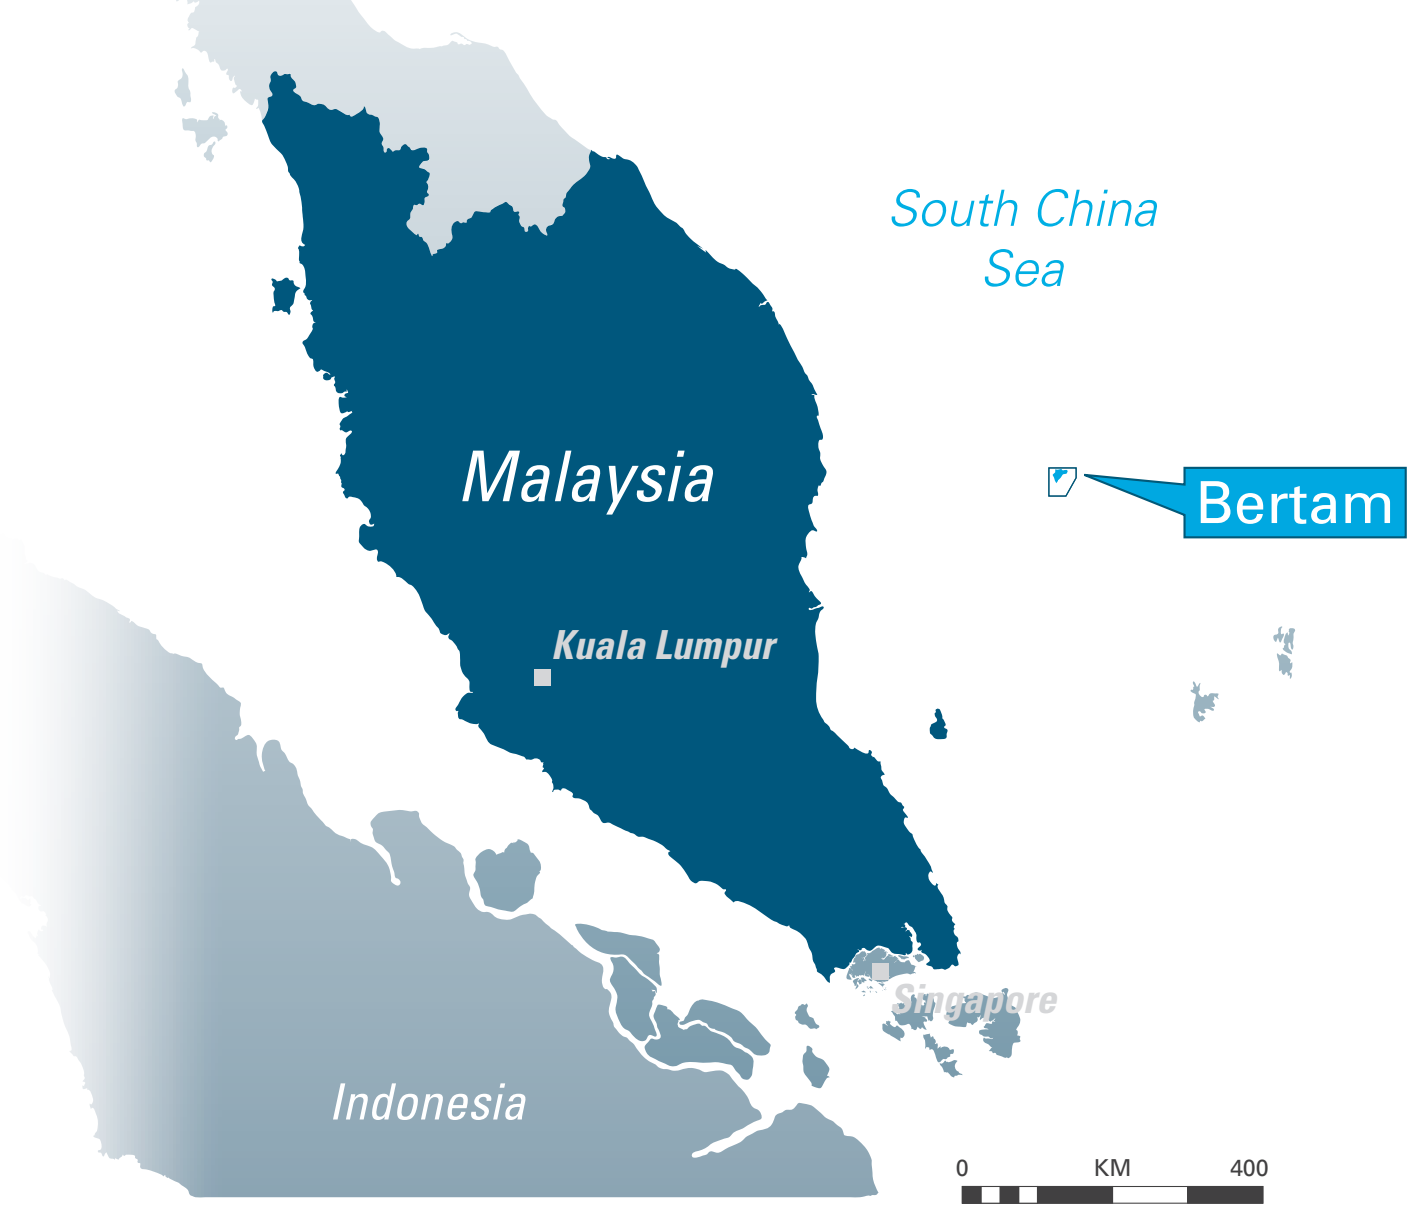 South China
Sea
Malaysia
Bertam
Kuala Lumpur
Singapore
Indonesia
0 KM 400